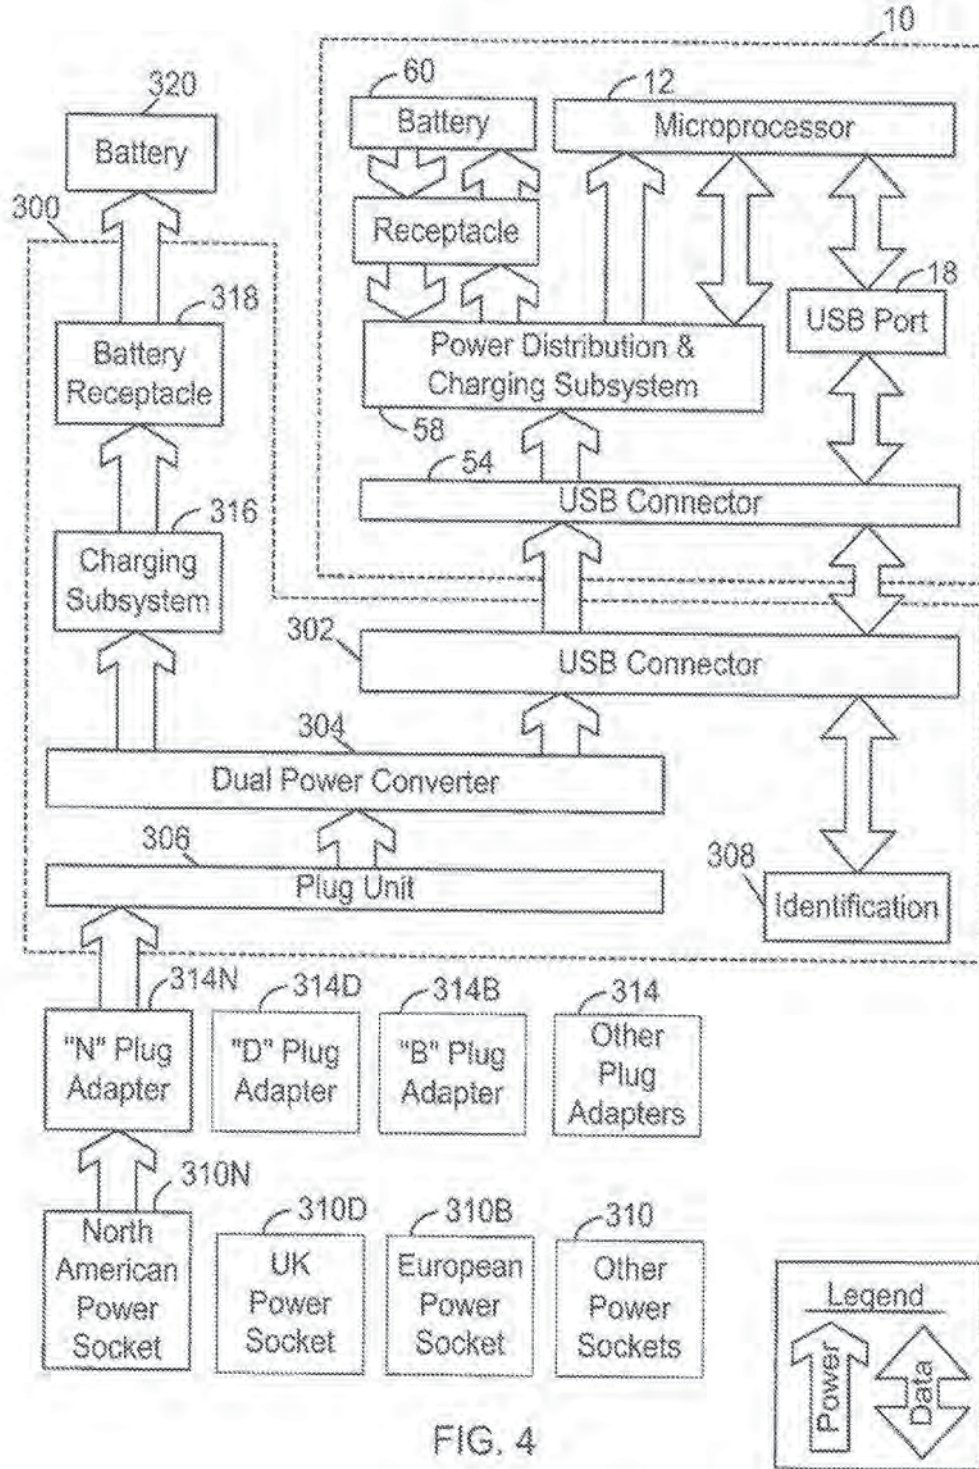 10
320
Battery
300
60
Battery
12
Microprocessor
Receptacle
318
Battery
Receptacle
18
USB Port
Power Distribution &
Charging Subsystem
58
54
USB Connector
316
Charging
Subsystem
302
USB Connector
304
Dual Power Converter
306
Plug Unit
308
Identification
314N
"N" Plug
Adapter
314D
"D" Plug
Adapter
314B
"B" Plug
Adapter
314
Other
Plug
Adapters
310N
North
American
Power
Socket
310D
UK
Power
Socket
310B
European
Power
Socket
310
Other
Power
Sockets
Legend
Power
Data
FIG. 4